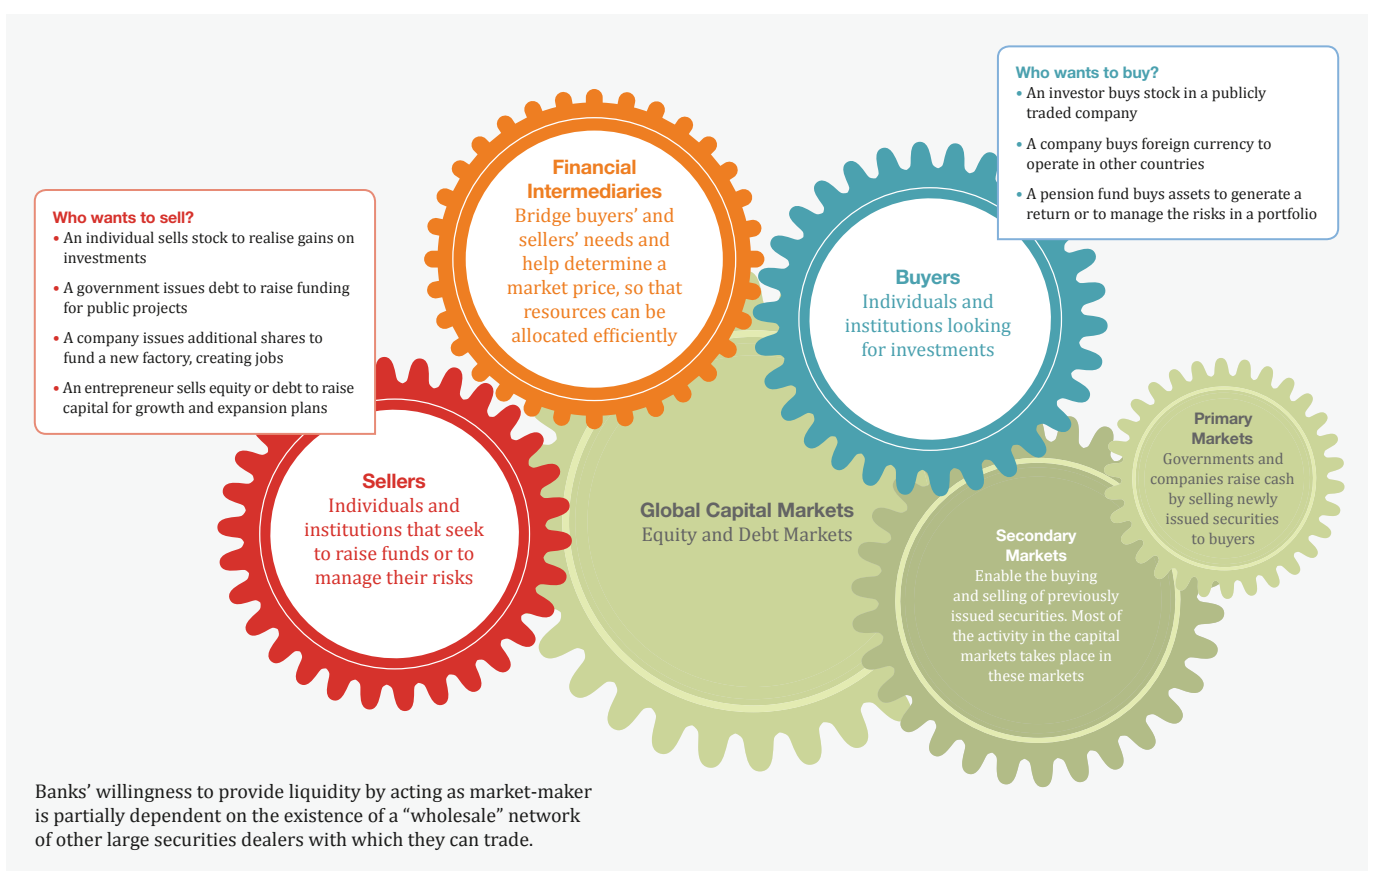 Who wants to buy?
• An investor buys stock in a publicly
traded company
• A company buys foreign currency to
operate in other countries
• A pension fund buys assets to generate a
return or to manage the risks in a portfolio
Financial
Intermediaries
Bridge buyers’ and
sellers’ needs and
help determine a
market price, so that
resources can be
allocated efficiently
Who wants to sell?
• An individual sells stock to realise gains on
investments
• A government issues debt to raise funding
for public projects
• A company issues additional shares to
fund a new factory, creating jobs
• An entrepreneur sells equity or debt to raise
capital for growth and expansion plans
Buyers
Individuals and
institutions looking
for investments
Primary
Markets
Governments and
companies raise cash
by selling newly
issued securities
to buyers
Sellers
Individuals and
institutions that seek
to raise funds or to
manage their risks
Global Capital Markets
Equity and Debt Markets
Secondary
Markets
Enable the buying
and selling of previously
issued securities. Most of
the activity in the capital
markets takes place in
these markets
Banks’ willingness to provide liquidity by acting as market-maker
is partially dependent on the existence of a “wholesale” network
of other large securities dealers with which they can trade.